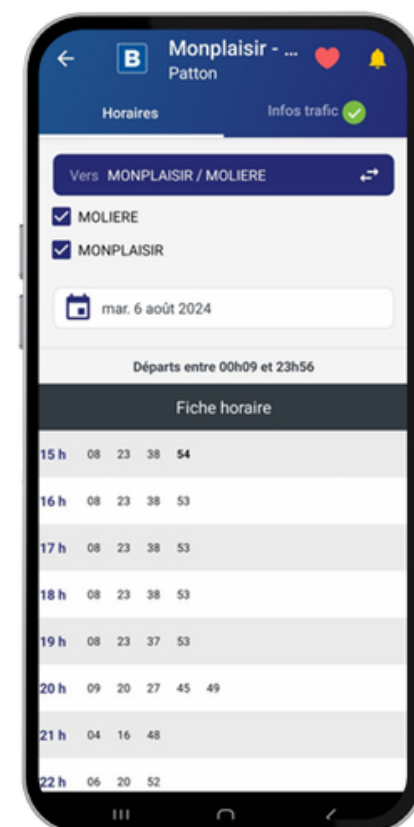 B
Monplaisir - ...
Patton
Horaires
Infos trafic
Vers MONPLAISIR / MOLIERE
MOLIERE
MONPLAISIR
mar. 6 août 2024
Départs entre 00h09 et 23h56
Fiche horaire
15 h 08 23 38 54
16 h 08 23 38 53
17 h 08 23 38 53
18 h 08 23 38 53
19 h 08 23 37 53
20 h 09 20 27 45 49
21 h 04 16 48
22 h 06 20 52